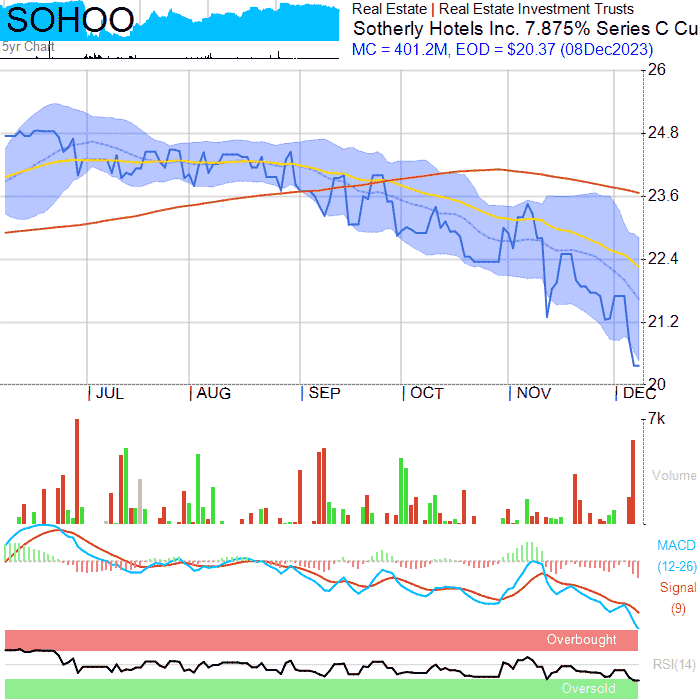 SOHOO
5yr Chart
Real Estate | Real Estate Investment Trusts
Sotherly Hotels Inc. 7.875% Series C Cu
MC = 401.2M, EOD = $20.37 (08Dec2023)
26
24.8
23.6
22.4
21.2
20
JUL AUG SEP OCT NOV DEC
7k
Volume
MACD
(12-26)
Signal
(9)
Overbought
RSI(14)
Oversold